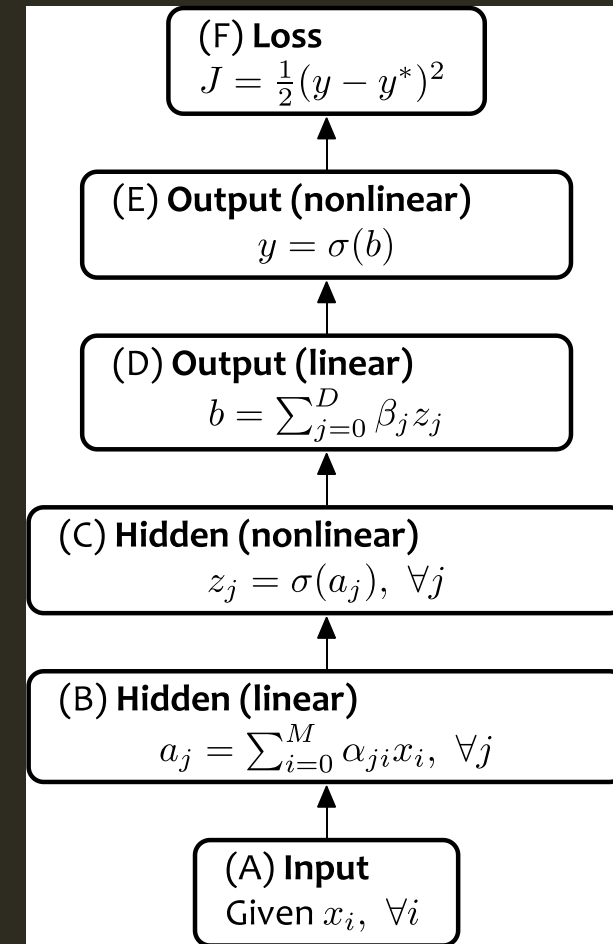 (F) Loss
J = ½(y − y*)²
(E) Output (nonlinear)
y = σ(b)
(D) Output (linear)
b = ∑_{j=0}^{D} β_j z_j
(C) Hidden (nonlinear)
z_j = σ(a_j), ∀j
(B) Hidden (linear)
a_j = ∑_{i=0}^{M} α_{ji} x_i, ∀j
(A) Input
Given x_i, ∀i